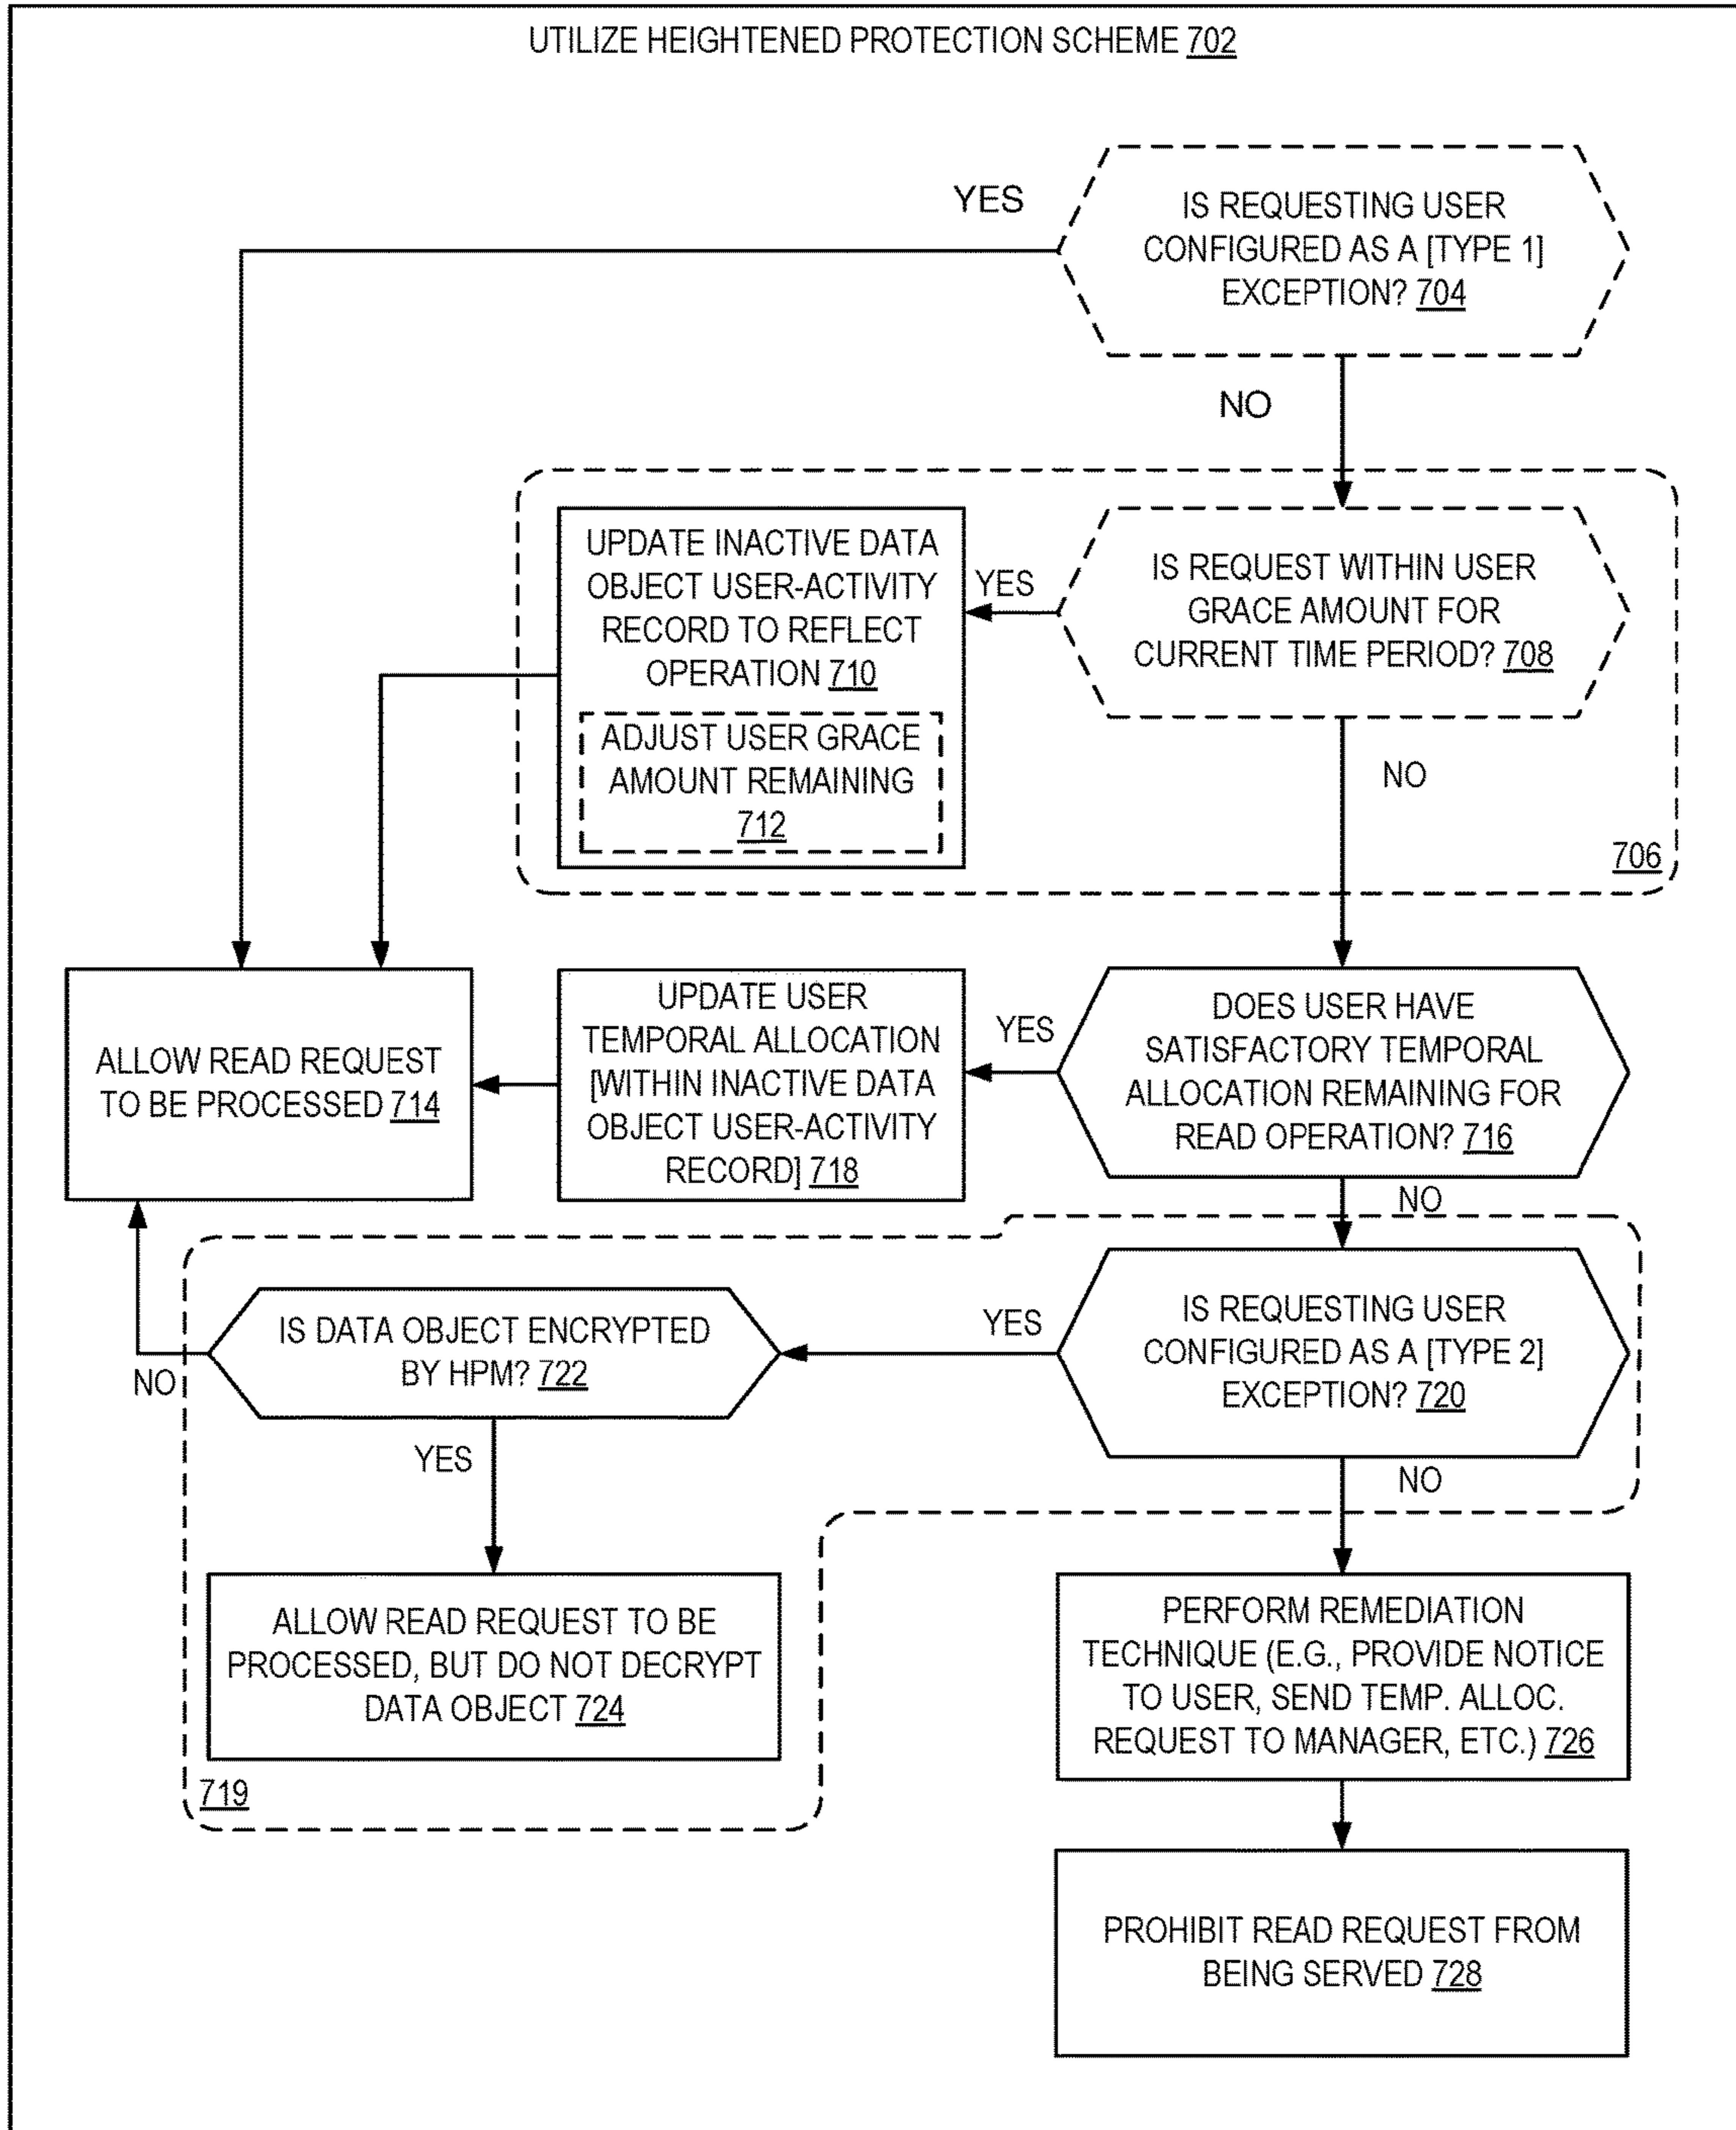 UTILIZE HEIGHTENED PROTECTION SCHEME 702
YES
IS REQUESTING USER
CONFIGURED AS A [TYPE 1]
EXCEPTION? 704
NO
UPDATE INACTIVE DATA
OBJECT USER-ACTIVITY
RECORD TO REFLECT
OPERATION 710
ADJUST USER GRACE
AMOUNT REMAINING
712
YES
IS REQUEST WITHIN USER
GRACE AMOUNT FOR
CURRENT TIME PERIOD? 708
NO
706
ALLOW READ REQUEST
TO BE PROCESSED 714
UPDATE USER
TEMPORAL ALLOCATION
[WITHIN INACTIVE DATA
OBJECT USER-ACTIVITY
RECORD] 718
YES
DOES USER HAVE
SATISFACTORY TEMPORAL
ALLOCATION REMAINING FOR
READ OPERATION? 716
NO
NO
IS DATA OBJECT ENCRYPTED
BY HPM? 722
YES
IS REQUESTING USER
CONFIGURED AS A [TYPE 2]
EXCEPTION? 720
YES
NO
ALLOW READ REQUEST TO BE
PROCESSED, BUT DO NOT DECRYPT
DATA OBJECT 724
719
PERFORM REMEDIATION
TECHNIQUE (E.G., PROVIDE NOTICE
TO USER, SEND TEMP. ALLOC.
REQUEST TO MANAGER, ETC.) 726
PROHIBIT READ REQUEST FROM
BEING SERVED 728